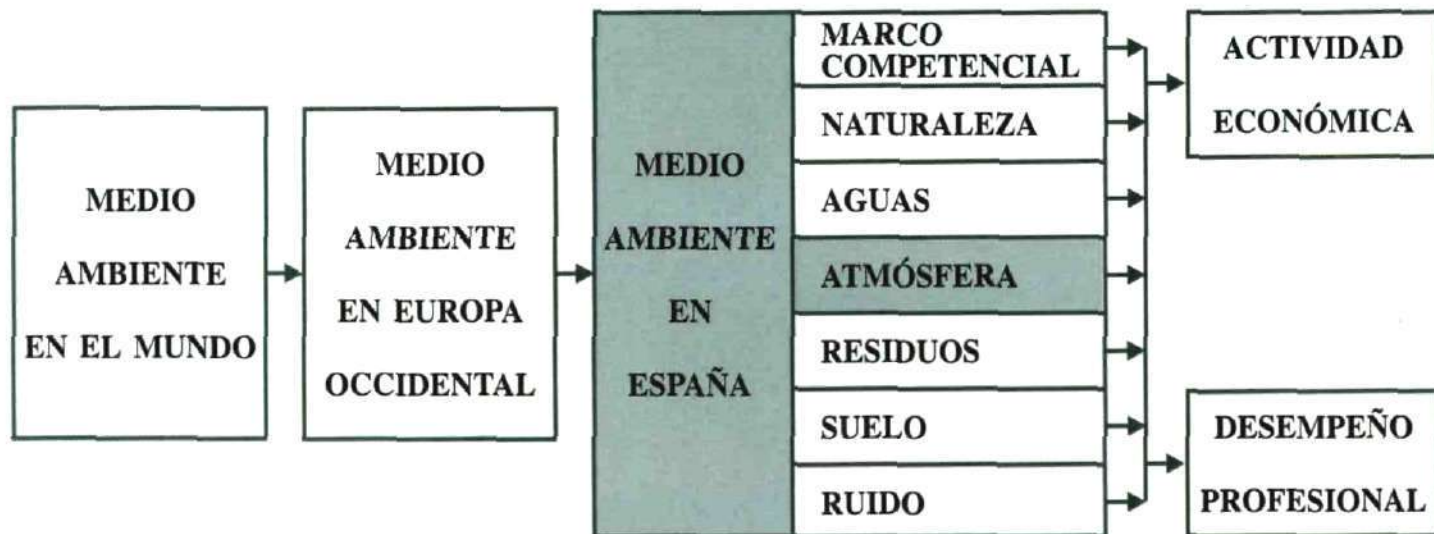 MEDIO
AMBIENTE
EN EL MUNDO
MEDIO
AMBIENTE
EN EUROPA
OCCIDENTAL
MEDIO
AMBIENTE
EN
ESPAÑA
MARCO
COMPETENCIAL
NATURALEZA
AGUAS
ATMÓSFERA
RESIDUOS
SUELO
RUIDO
ACTIVIDAD
ECONÓMICA
DESEMPEÑO
PROFESIONAL